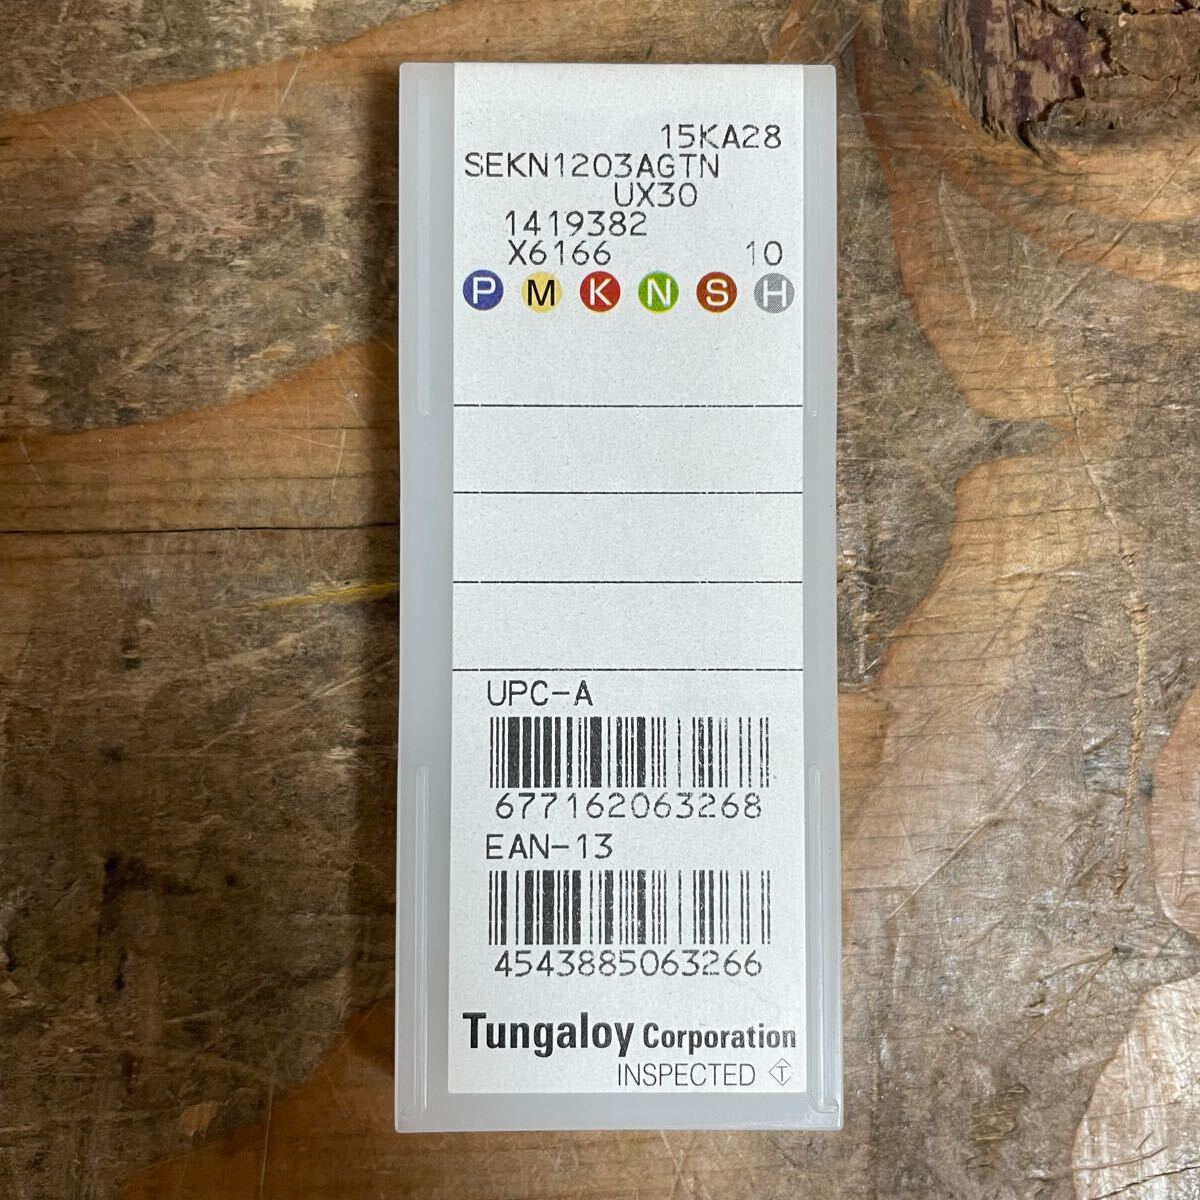 15KA28
SEKN1203AGTN
UX30
1419382
X6166 10
P M K N S H
UPC-A
677162063268
EAN-13
4543885063266
Tungaloy Corporation
INSPECTED T